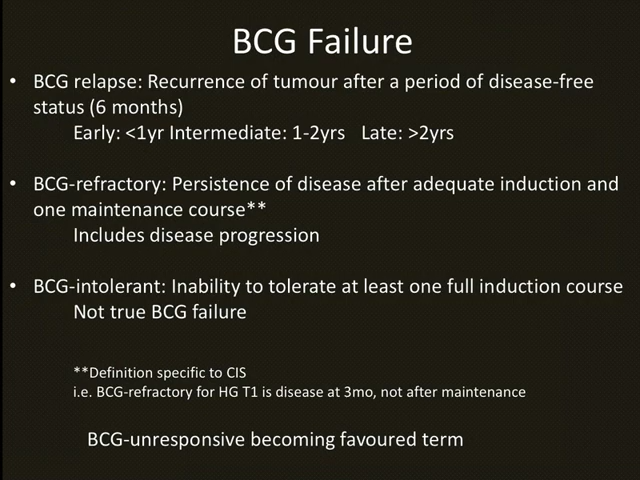 BCG Failure
• BCG relapse: Recurrence of tumour after a period of disease-free
status (6 months)
Early: <1yr Intermediate: 1-2yrs Late: >2yrs
• BCG-refractory: Persistence of disease after adequate induction and
one maintenance course**
Includes disease progression
• BCG-intolerant: Inability to tolerate at least one full induction course
Not true BCG failure
**Definition specific to CIS
i.e. BCG-refractory for HG T1 is disease at 3mo, not after maintenance
BCG-unresponsive becoming favoured term